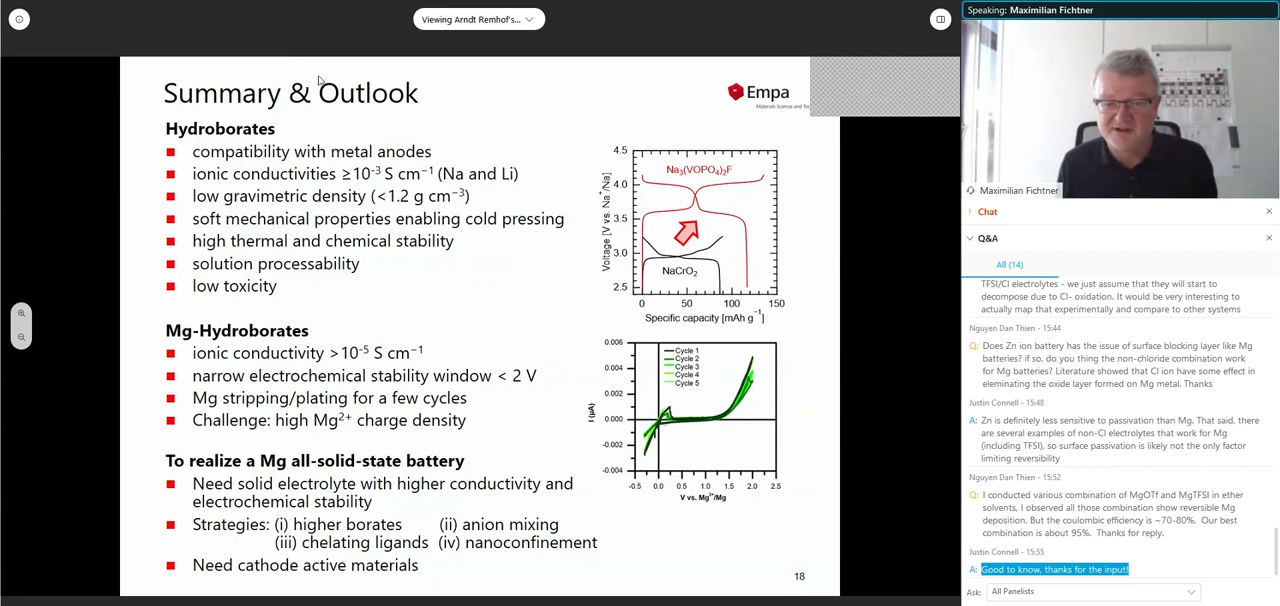 Viewing Arndt Remhof's...
Speaking: Maximilian Fichtner
Summary & Outlook
Empa
Hydroborates
compatibility with metal anodes
ionic conductivities ≥10⁻³ S cm⁻¹ (Na and Li)
low gravimetric density (<1.2 g cm⁻³)
soft mechanical properties enabling cold pressing
high thermal and chemical stability
solution processability
low toxicity
Mg-Hydroborates
ionic conductivity >10⁻⁵ S cm⁻¹
narrow electrochemical stability window < 2 V
Mg stripping/plating for a few cycles
Challenge: high Mg²⁺ charge density
To realize a Mg all-solid-state battery
Need solid electrolyte with higher conductivity and
electrochemical stability
Strategies: (i) higher borates (ii) anion mixing
(iii) chelating ligands (iv) nanoconfinement
Need cathode active materials
4.5
4.0
3.5
3.0
2.5
Voltage [V vs. Na⁺/Na]
Na₃(VOPO₄)₂F
NaCrO₂
0 50 100 150
Specific capacity [mAh g⁻¹]
0.006
0.004
0.002
0.000
-0.002
-0.004
I (µA)
Cycle 1
Cycle 2
Cycle 3
Cycle 4
Cycle 5
-0.5 0.0 0.5 1.0 1.5 2.0 2.5
V vs. Mg²⁺/Mg
18
Maximilian Fichtner
Chat
Q&A
All (14)
TFSI/Cl electrolytes - we just assume that they will start to
decompose due to Cl- oxidation. It would be very interesting to
actually map that experimentally and compare to other systems
Nguyen Dan Thien - 15:44
Q: Does Zn ion battery has the issue of surface blocking layer like Mg
batteries? if so, do you thing the non-chloride combination work
for Mg batteries? Literature showed that Cl ion have some effect in
eleminating the oxide layer formed on Mg metal. Thanks
Justin Connell - 15:48
A: Zn is definitely less sensitive to passivation than Mg. That said, there
are several examples of non-Cl electrolytes that work for Mg
(including TFSI), so surface passivation is likely not the only factor
limiting reversibility
Nguyen Dan Thien - 15:52
Q: I conducted various combination of MgOTf and MgTFSI in ether
solvents, I observed all those combination show reversible Mg
deposition. But the coulombic efficiency is ~70-80%. Our best
combination is about 95%. Thanks for reply.
Justin Connell - 15:55
A: Good to know, thanks for the input!
Ask: All Panelists